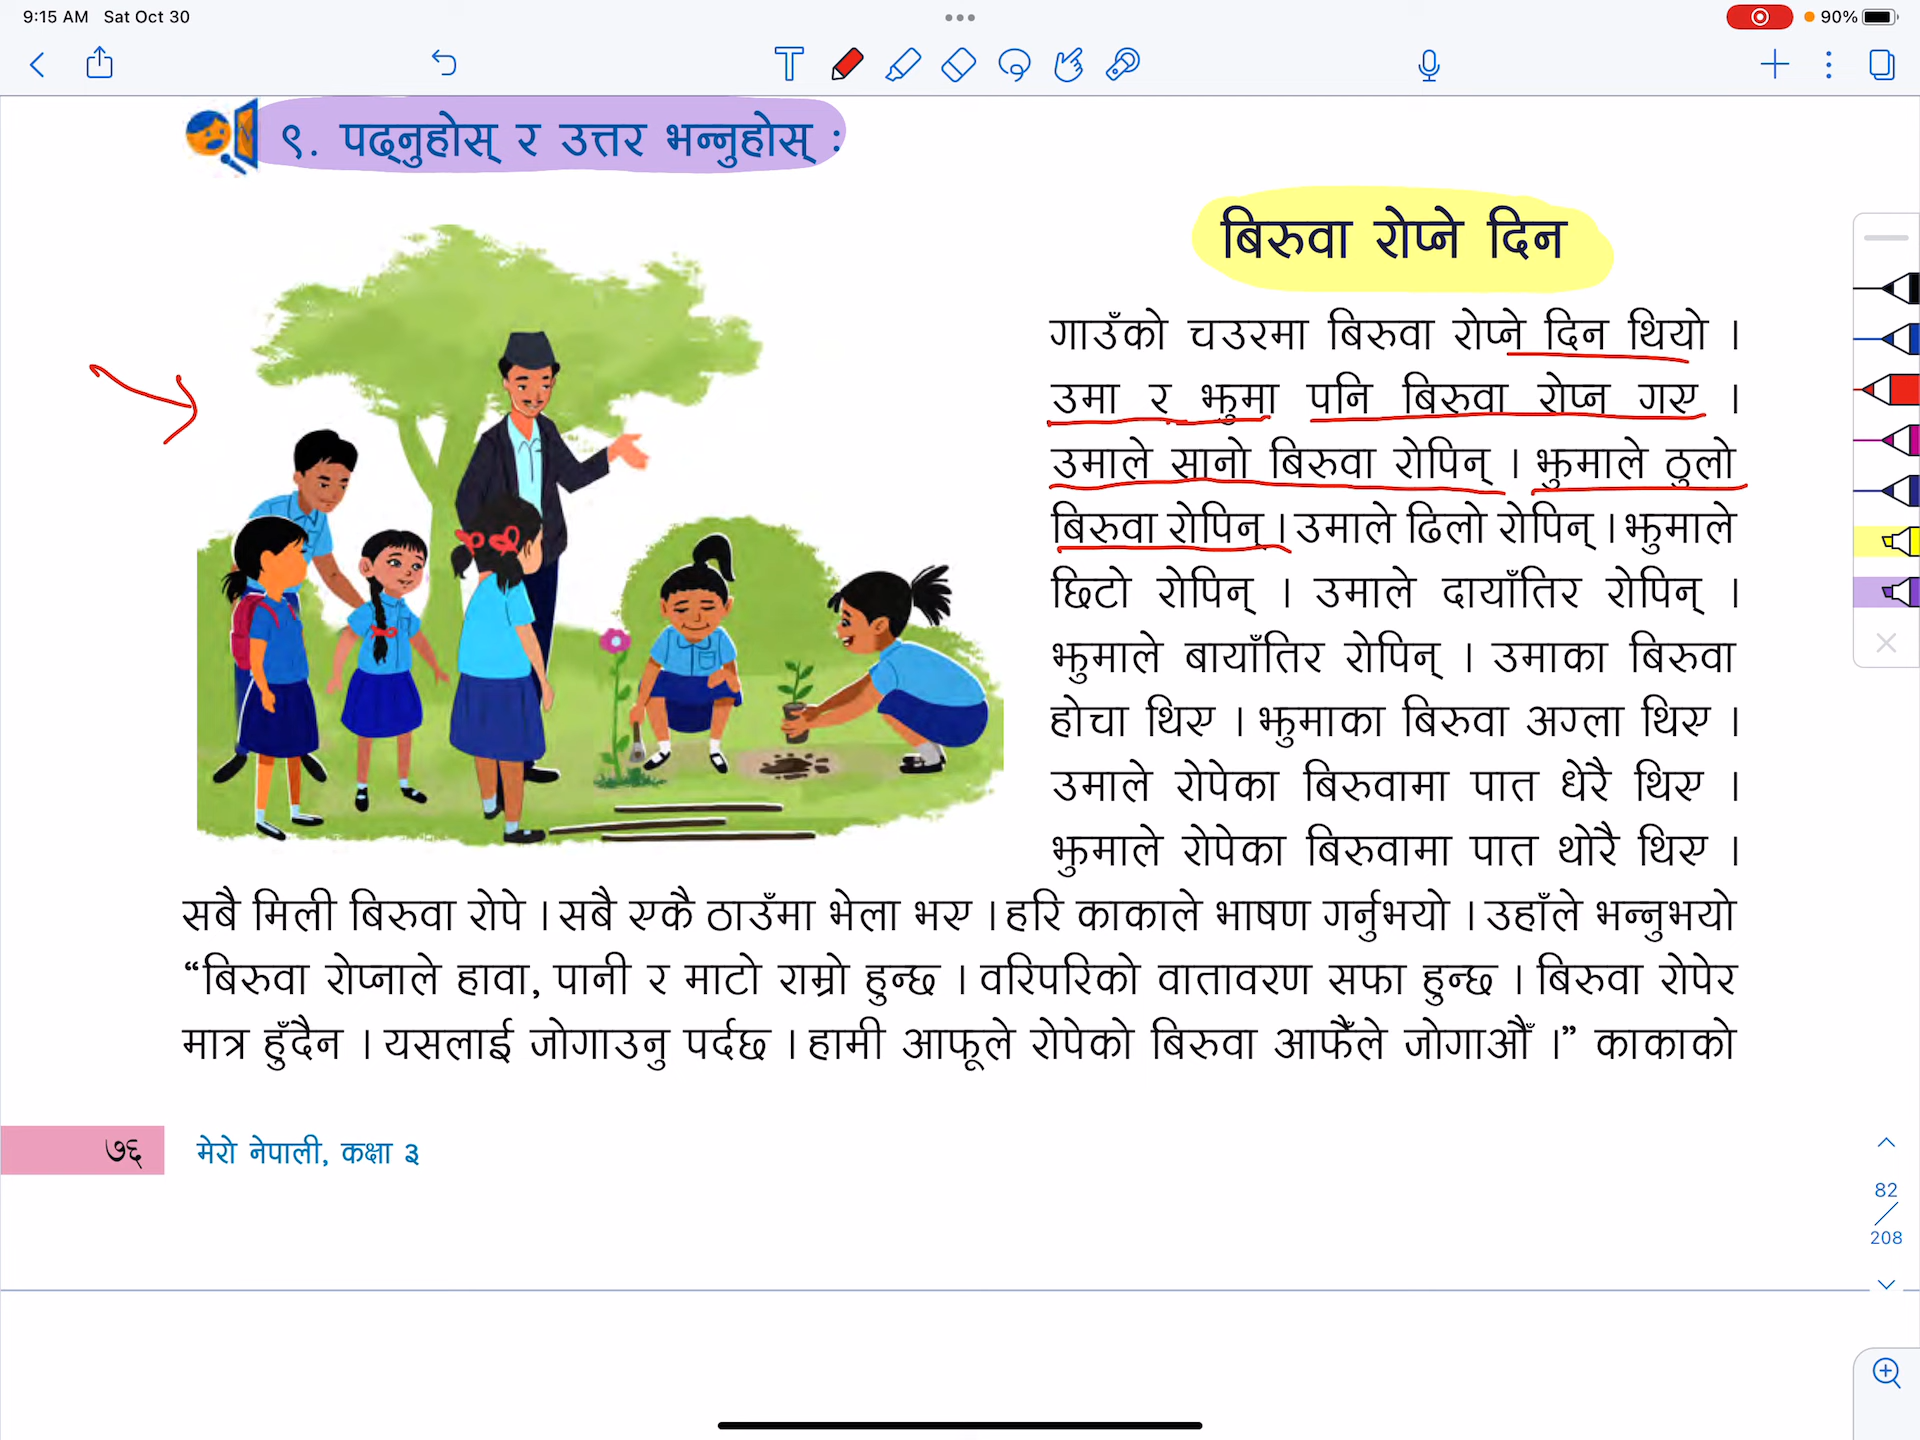 9:15 AM Sat Oct 30
90%
९. पढ्नुहोस् र उत्तर भन्नुहोस् :
बिरुवा रोप्ने दिन
गाउँको चउरमा बिरुवा रोप्ने दिन थियो ।
उमा र झुमा पनि बिरुवा रोप्न गए ।
उमाले सानो बिरुवा रोपिन् । झुमाले ठुलो
बिरुवा रोपिन् । उमाले ढिलो रोपिन् । झुमाले
छिटो रोपिन् । उमाले दायाँतिर रोपिन् ।
झुमाले बायाँतिर रोपिन् । उमाका बिरुवा
होचा थिए । झुमाका बिरुवा अग्ला थिए ।
उमाले रोपेका बिरुवामा पात धेरै थिए ।
झुमाले रोपेका बिरुवामा पात थोरै थिए ।
सबै मिली बिरुवा रोपे । सबै एकै ठाउँमा भेला भए । हरि काकाले भाषण गर्नुभयो । उहाँले भन्नुभयो
“बिरुवा रोप्नाले हावा, पानी र माटो राम्रो हुन्छ । वरिपरिको वातावरण सफा हुन्छ । बिरुवा रोपेर
मात्र हुँदैन । यसलाई जोगाउनु पर्दछ । हामी आफूले रोपेको बिरुवा आफैँले जोगाऔँ ।” काकाको
७६ मेरो नेपाली, कक्षा ३
82
208